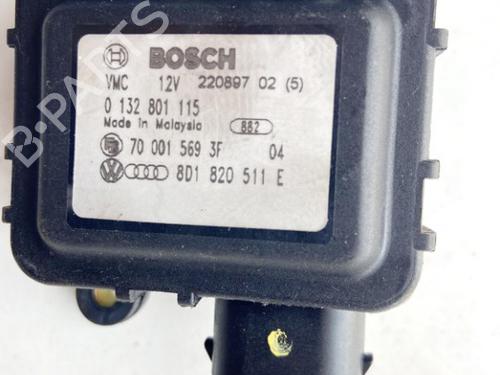 BOSCH
VMC 12V 220897 02 (5)
0 132 801 115
Made in Malaysia 882
70 001 569 3F 04
8D1 820 511 E
B-PARTS